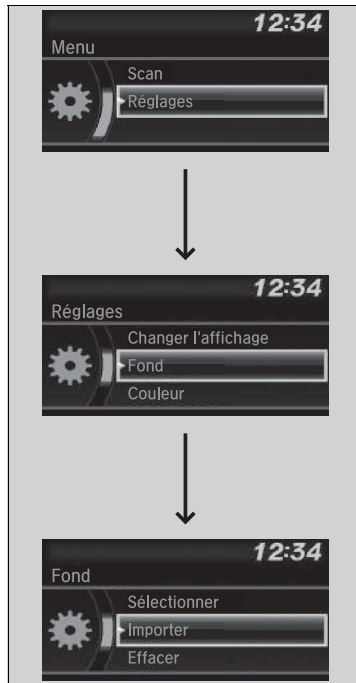 12:34
Menu
Scan
Réglages
12:34
Réglages
Changer l'affichage
Fond
Couleur
12:34
Fond
Sélectionner
Importer
Effacer